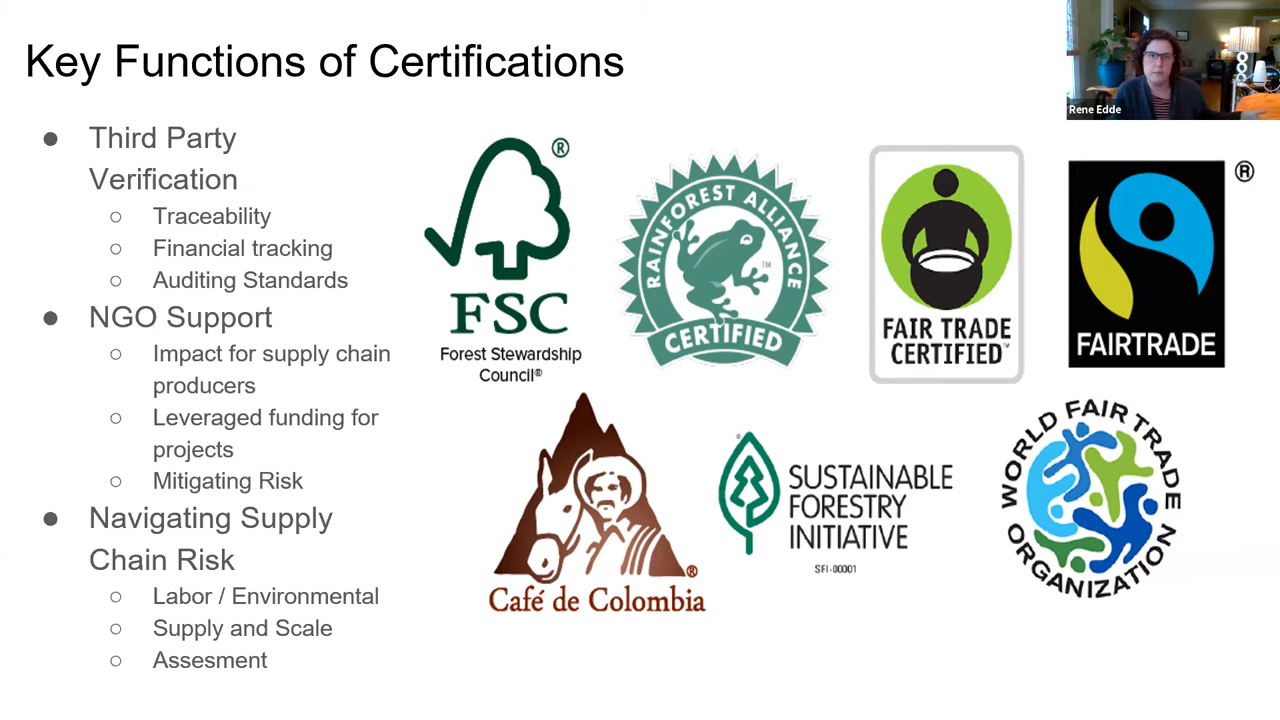 Key Functions of Certifications
Rene Edde
● Third Party
Verification
○ Traceability
○ Financial tracking
○ Auditing Standards
● NGO Support
○ Impact for supply chain
producers
○ Leveraged funding for
projects
○ Mitigating Risk
● Navigating Supply
Chain Risk
○ Labor / Environmental
○ Supply and Scale
○ Assesment
®
FSC
Forest Stewardship
Council®
RAINFOREST ALLIANCE
TM
CERTIFIED
FAIR TRADE
CERTIFIED™
®
FAIRTRADE
®
Café de Colombia
®
SUSTAINABLE
FORESTRY
INITIATIVE
SFI-00001
WORLD FAIR TRADE
ORGANIZATION